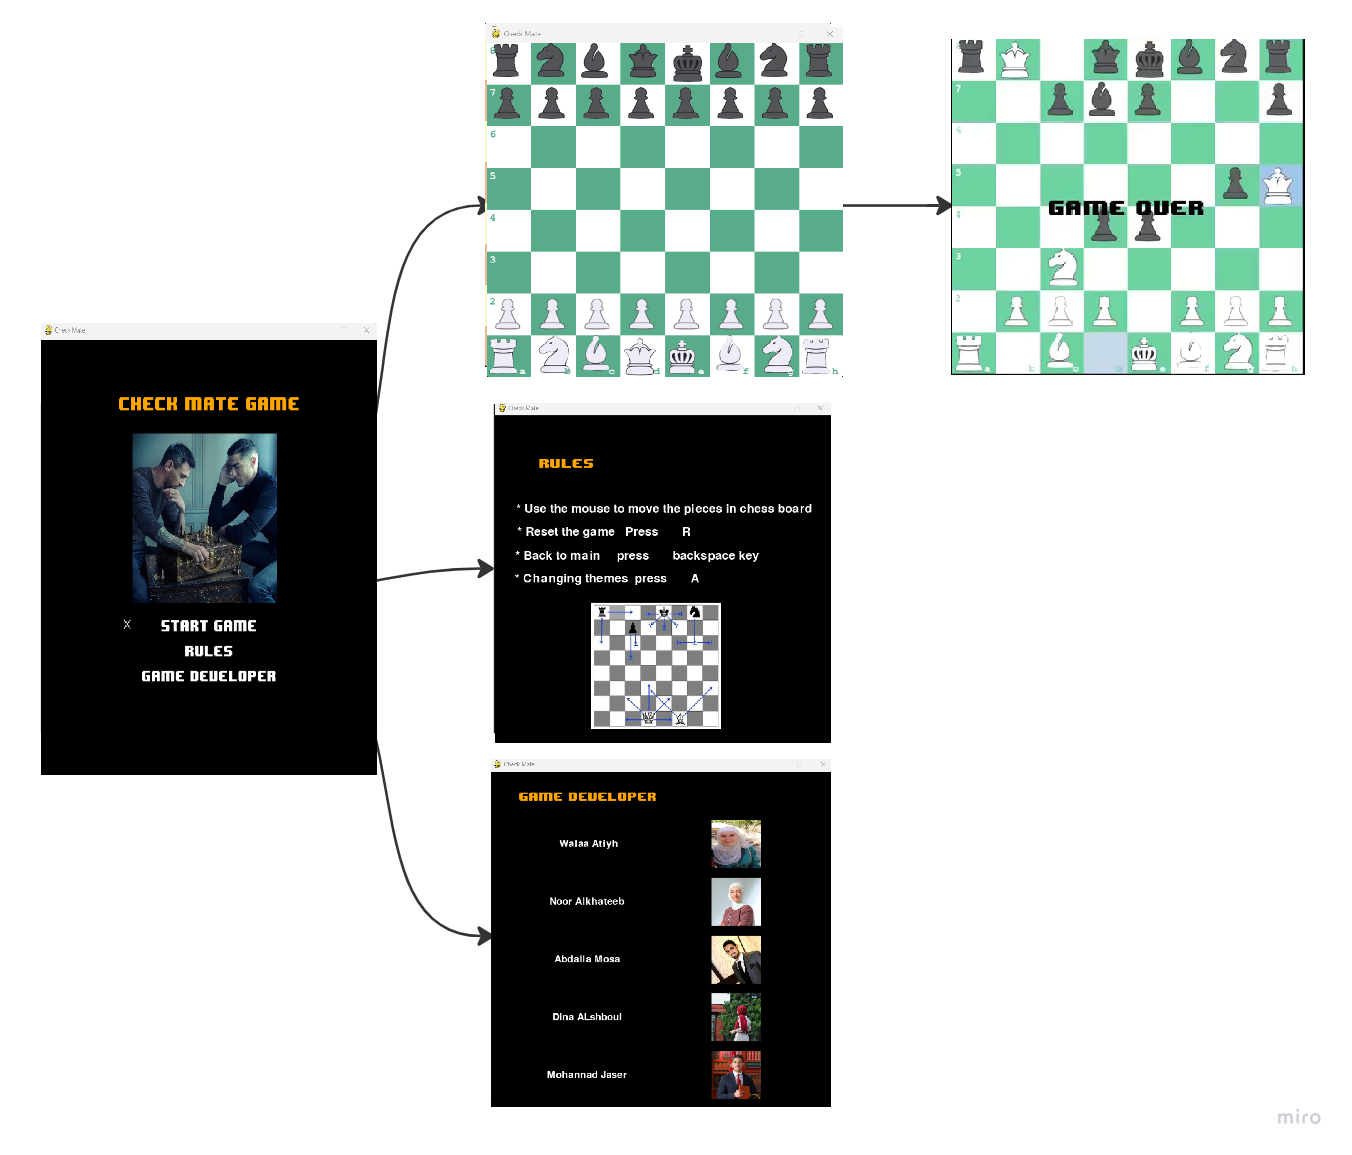 Check Mate
CHECK MATE GAME
X START GAME
RULES
GAME DEVELOPER
Check Mate
8
7
6
5
4
3
2
a b c d e f g h
7
5
GAME OVER
4
3
2
a b c d e f g h
Check Mate
RULES
* Use the mouse to move the pieces in chess board
* Reset the game Press R
* Back to main press backspace key
* Changing themes press A
Check Mate
GAME DEVELOPER
Walaa Atiyh
Noor Alkhateeb
Abdalla Mosa
Dina ALshboul
Mohannad Jaser
miro